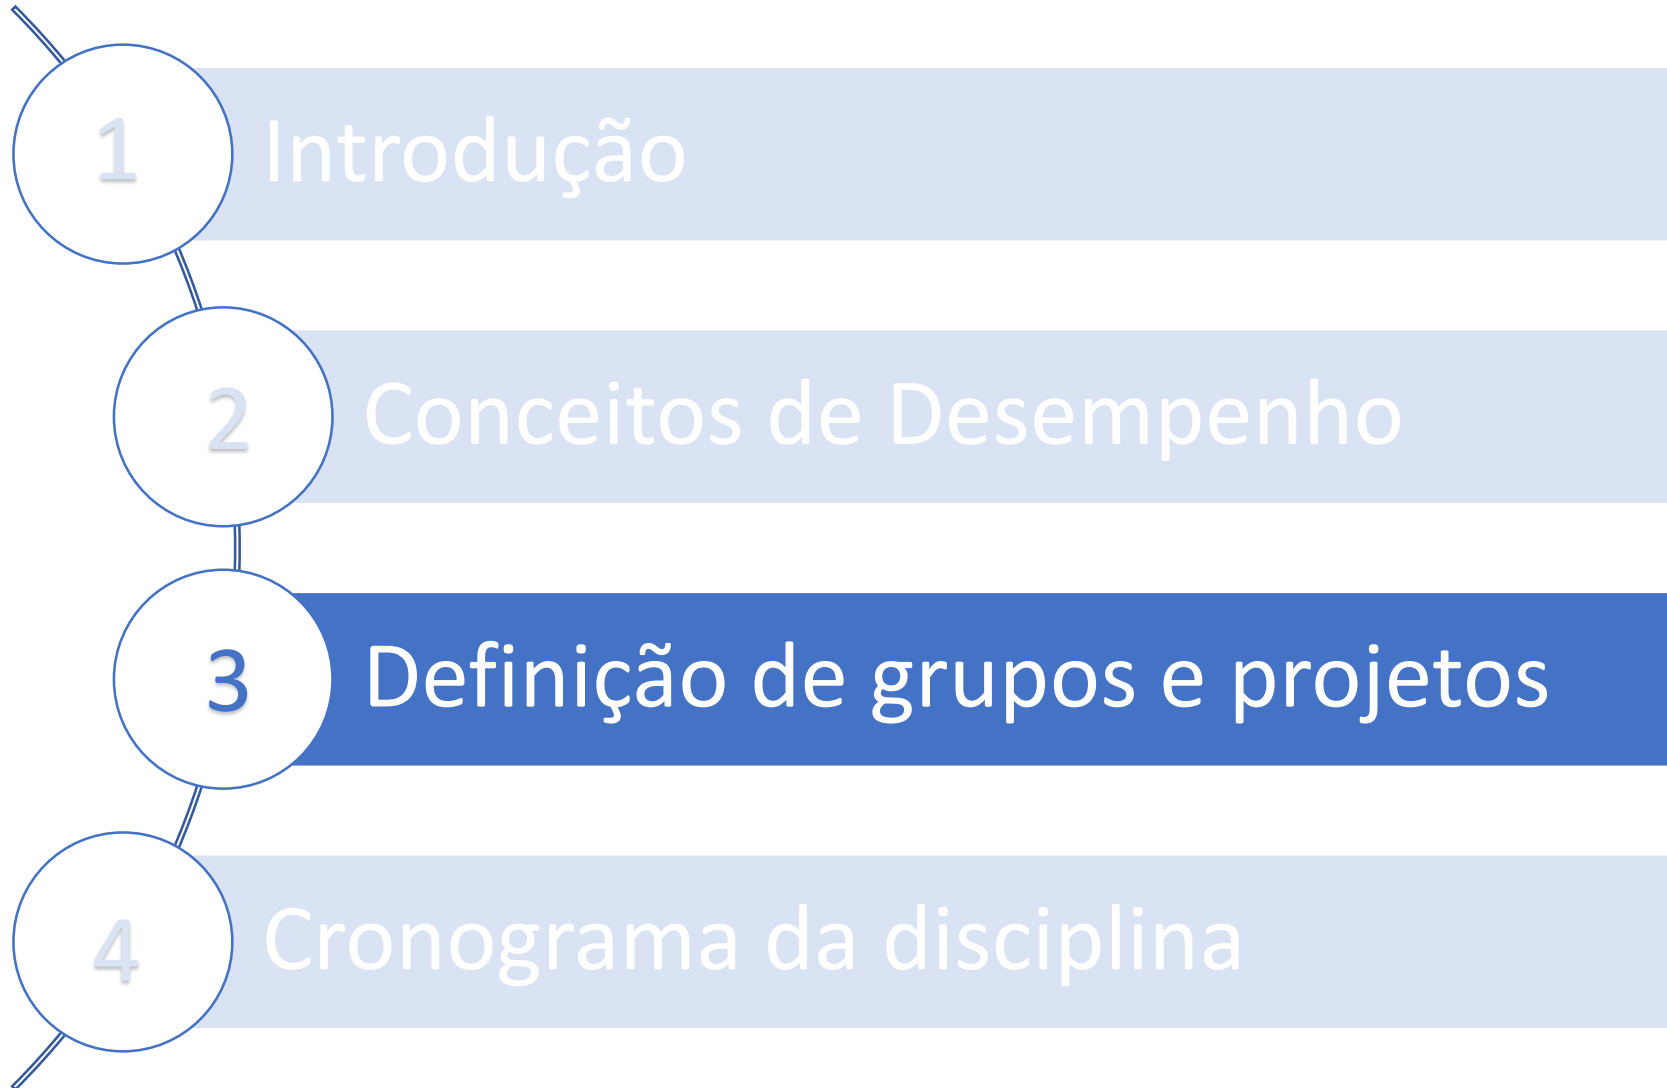 1 Introdução
2 Conceitos de Desempenho
3 Definição de grupos e projetos
4 Cronograma da disciplina